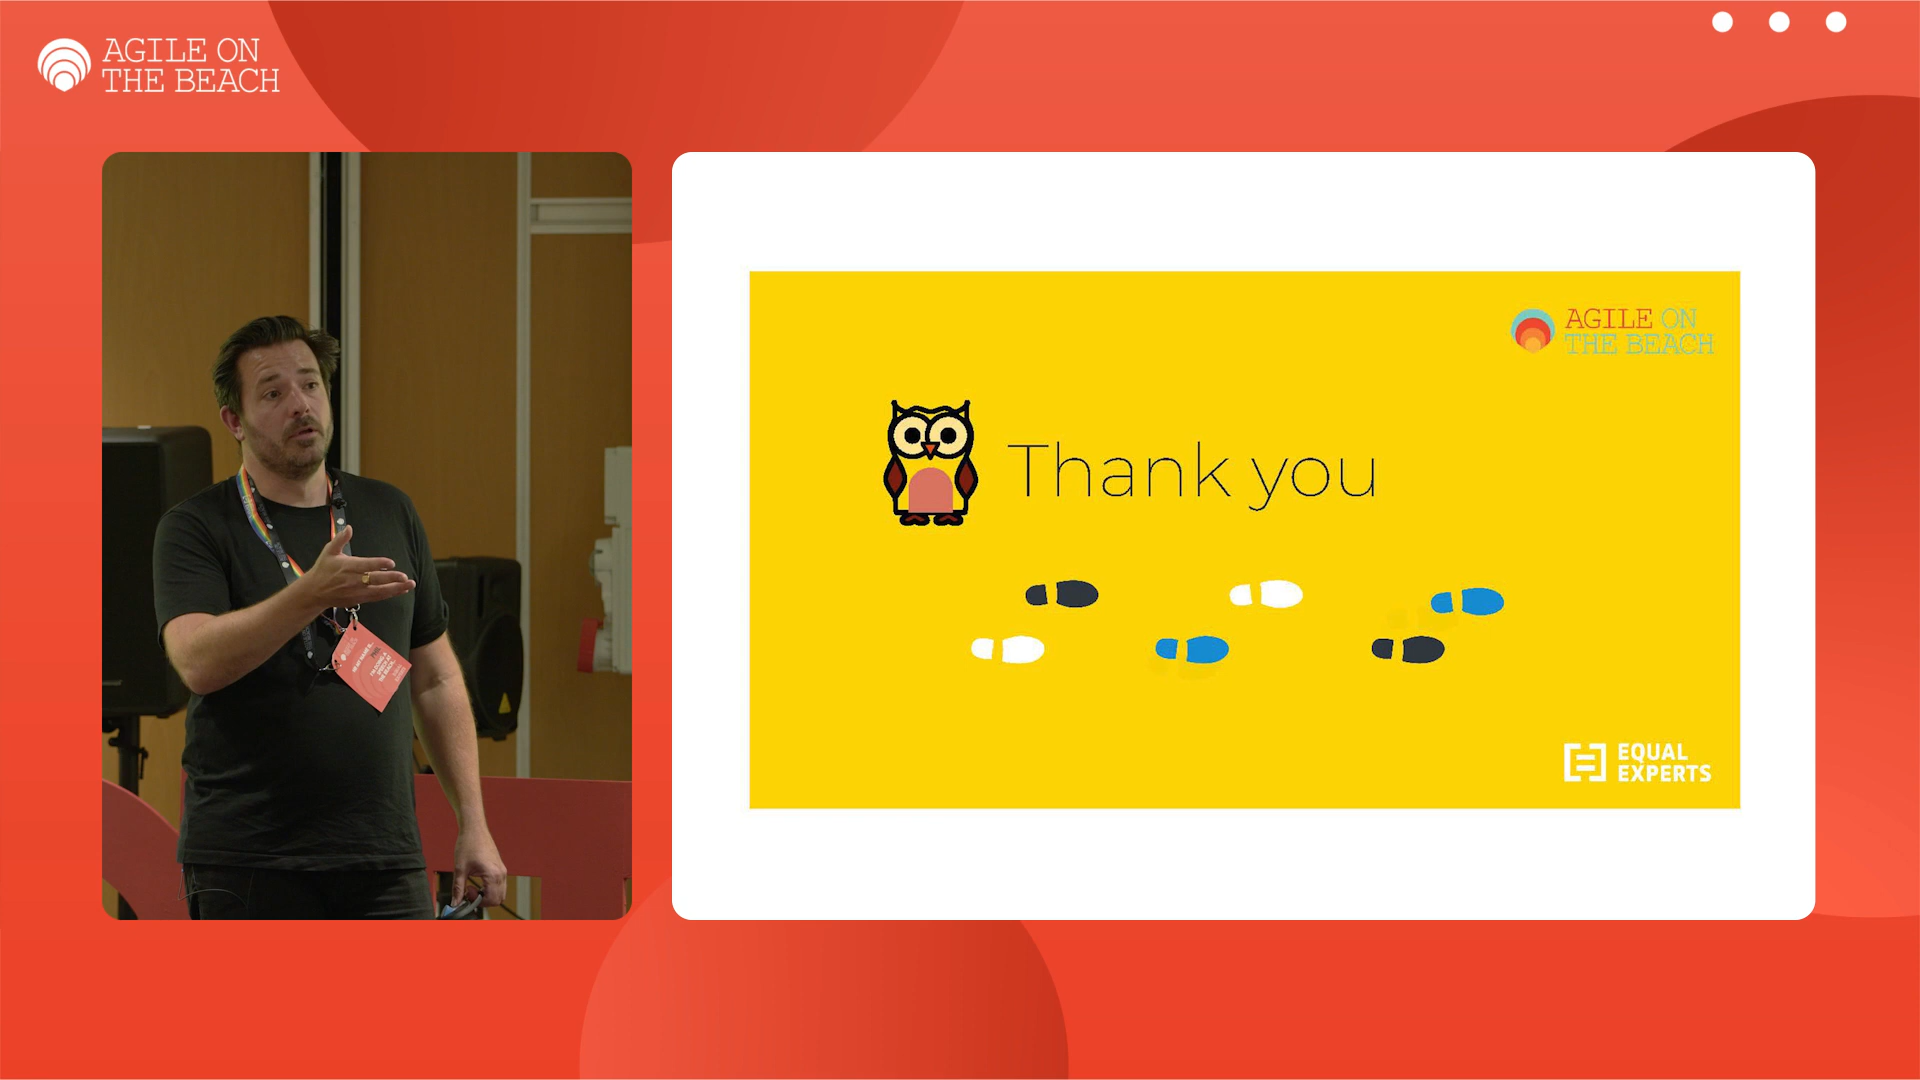 AGILE ON
THE BEACH
AGILE ON
THE BEACH
Thank you
EQUAL
EXPERTS